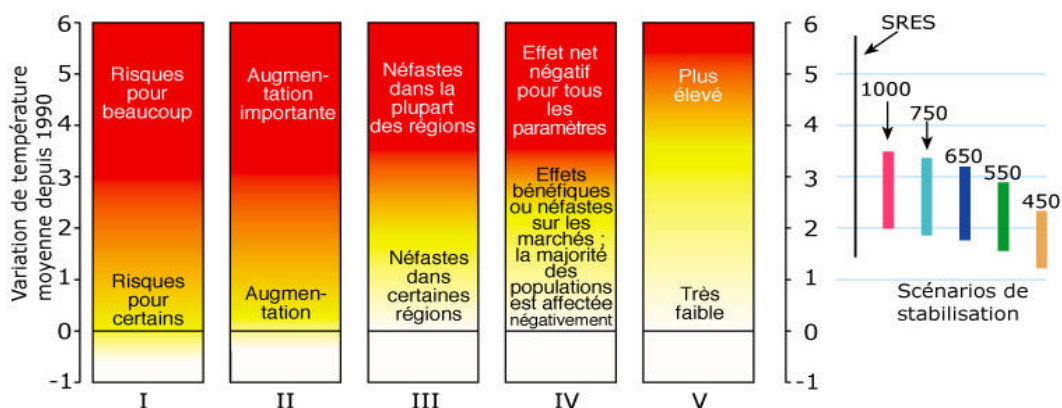 Variation de température
moyenne depuis 1990
6
5
4
3
2
1
0
-1
Risques
pour
beaucoup
Risques
pour
certains
I
Augmen-
tation
importante
Augmen-
tation
II
Néfastes
dans la
plupart
des régions
Néfastes
dans
certaines
régions
III
Effet net
négatif
pour tous
les
paramètres
Effets
bénéfiques
ou néfastes
sur les
marchés ;
la majorité
des
populations
est affectée
négativement
IV
Plus
élevé
Très
faible
V
6
5
4
3
2
1
0
-1
SRES
1000
750
650
550
450
Scénarios de
stabilisation